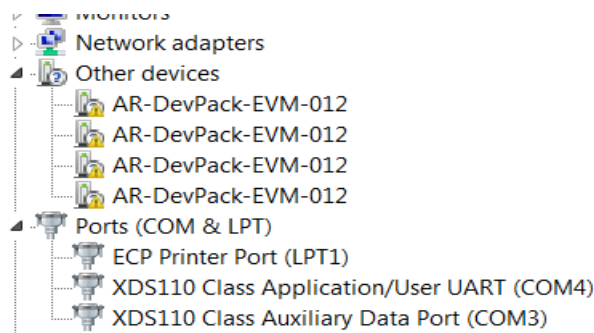 Monitors
Network adapters
Other devices
AR-DevPack-EVM-012
AR-DevPack-EVM-012
AR-DevPack-EVM-012
AR-DevPack-EVM-012
Ports (COM & LPT)
ECP Printer Port (LPT1)
XDS110 Class Application/User UART (COM4)
XDS110 Class Auxiliary Data Port (COM3)